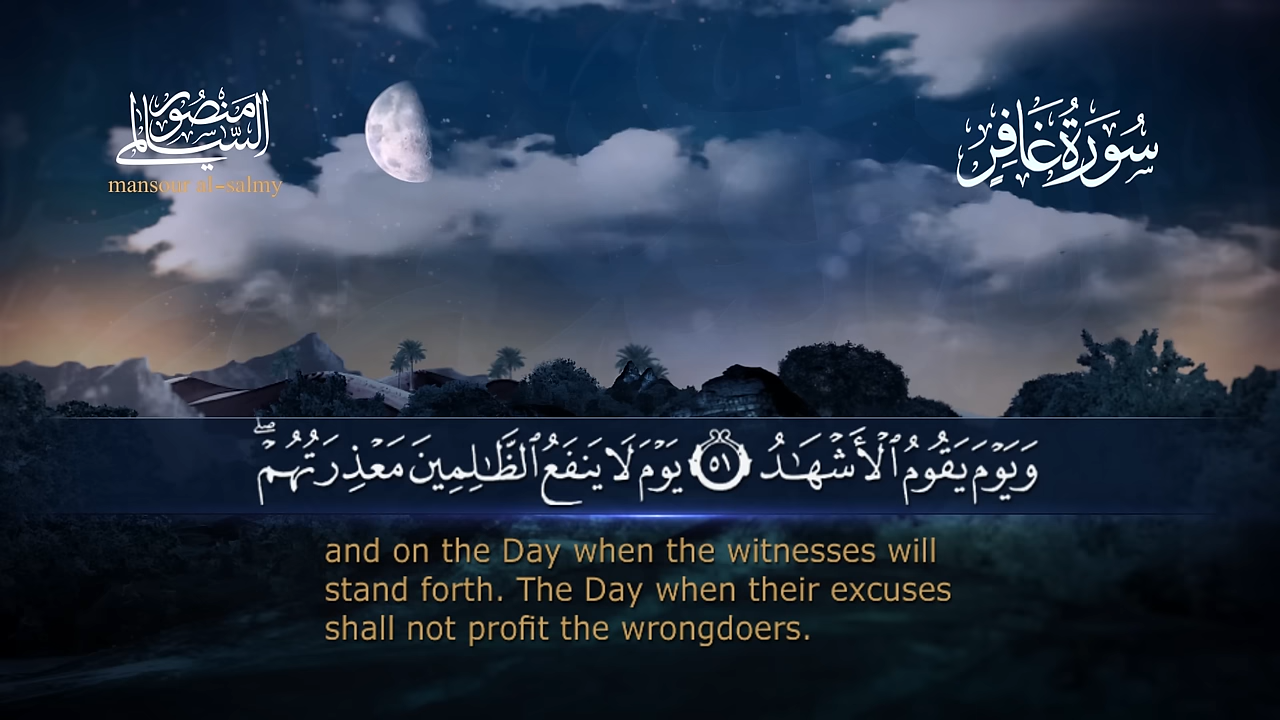 منصور
السالمي
mansour al-salmy
سُورَةُ غَافِرٍ
وَيَوْمَ يَقُومُ ٱلْأَشْهَـٰدُ ٥١ يَوْمَ لَا يَنفَعُ ٱلظَّـٰلِمِينَ مَعْذِرَتُهُمْ ۖ
and on the Day when the witnesses will
stand forth. The Day when their excuses
shall not profit the wrongdoers.